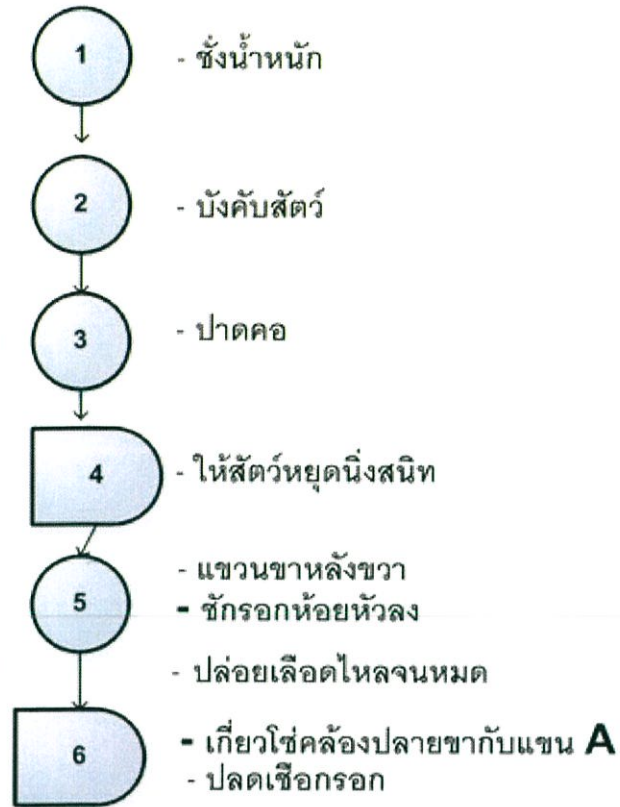 1 - ชั่งน้ำหนัก
2 - บังคับสัตว์
3 - ปาดคอ
4 - ให้สัตว์หยุดนิ่งสนิท
- แขวนขาหลังขวา
5 - ชักรอกห้อยหัวลง
- ปล่อยเลือดไหลจนหมด
6 - เกี่ยวโซ่คล้องปลายขากับแขน A
- ปลดเชือกรอก